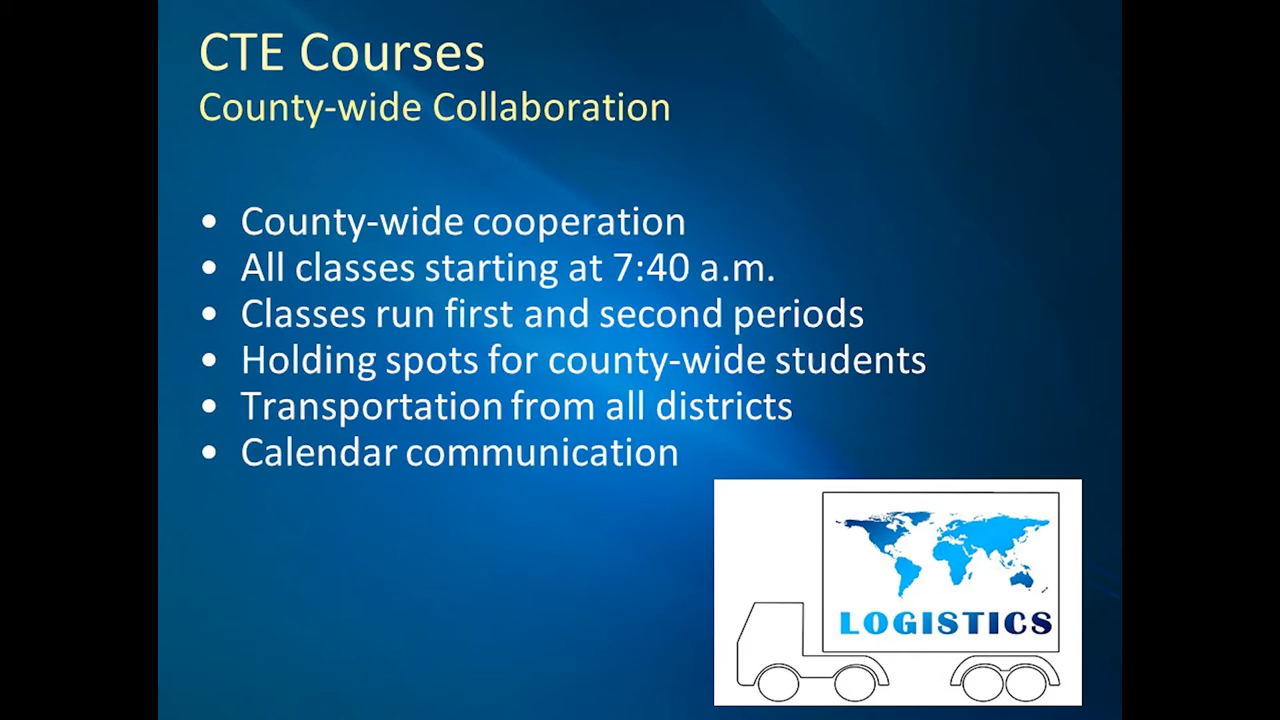 CTE Courses
County-wide Collaboration
• County-wide cooperation
• All classes starting at 7:40 a.m.
• Classes run first and second periods
• Holding spots for county-wide students
• Transportation from all districts
• Calendar communication
LOGISTICS